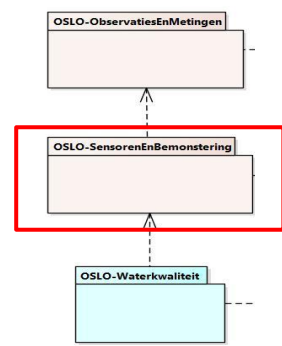 OSLO-ObservatiesEnMetingen
OSLO-SensorenEnBemonstering
OSLO-Waterkwaliteit